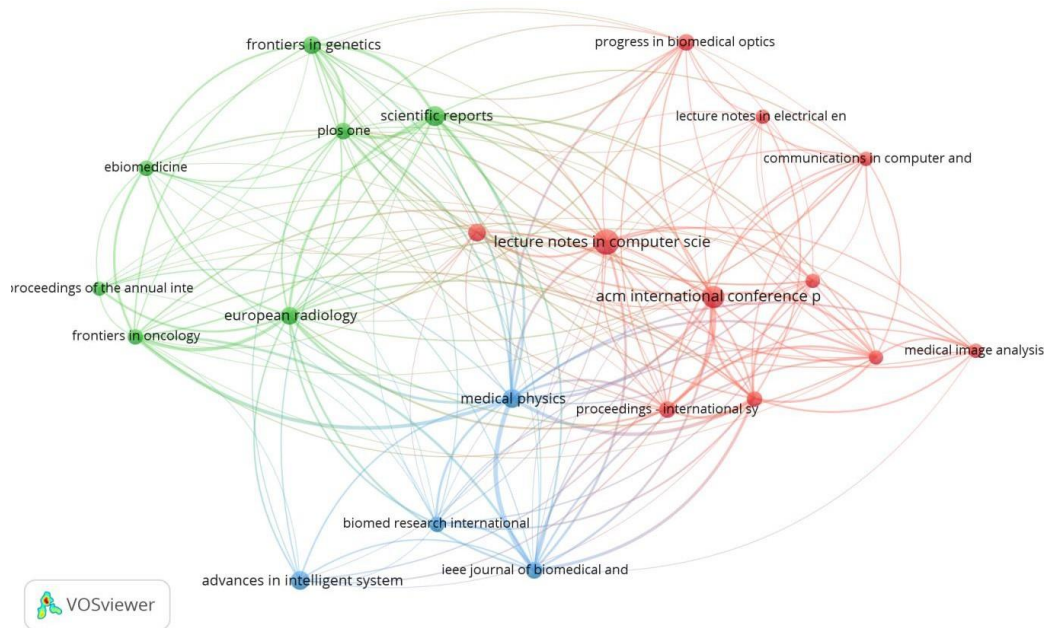 frontiers in genetics
progress in biomedical optics
scientific reports
lecture notes in electrical en
plos one
communications in computer and
ebiomedicine
lecture notes in computer scie
proceedings of the annual inte
acm international conference p
european radiology
frontiers in oncology
medical image analysis
medical physics
proceedings - international sy
biomed research international
ieee journal of biomedical and
advances in intelligent system
VOSviewer